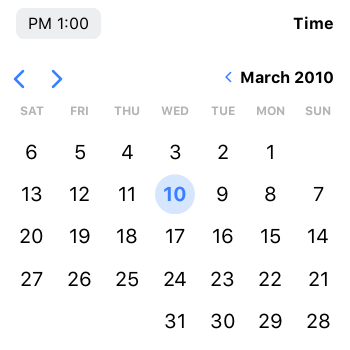 PM 1:00 Time
March 2010
SAT FRI THU WED TUE MON SUN
6 5 4 3 2 1
13 12 11 10 9 8 7
20 19 18 17 16 15 14
27 26 25 24 23 22 21
31 30 29 28